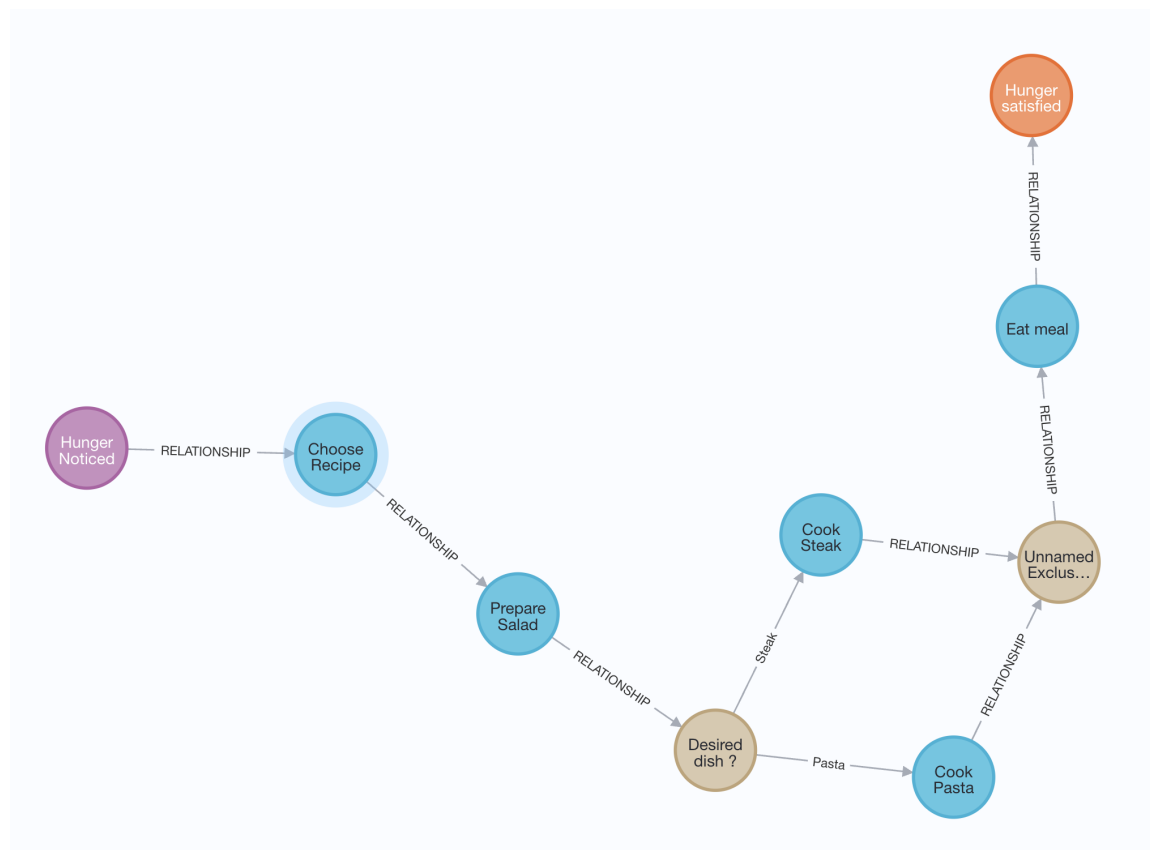 Hunger
satisfied
RELATIONSHIP
Eat meal
RELATIONSHIP
Hunger
Noticed
RELATIONSHIP
Choose
Recipe
RELATIONSHIP
Prepare
Salad
RELATIONSHIP
Desired
dish ?
Steak
Cook
Steak
RELATIONSHIP
Pasta
Cook
Pasta
RELATIONSHIP
Unnamed
Exclus...